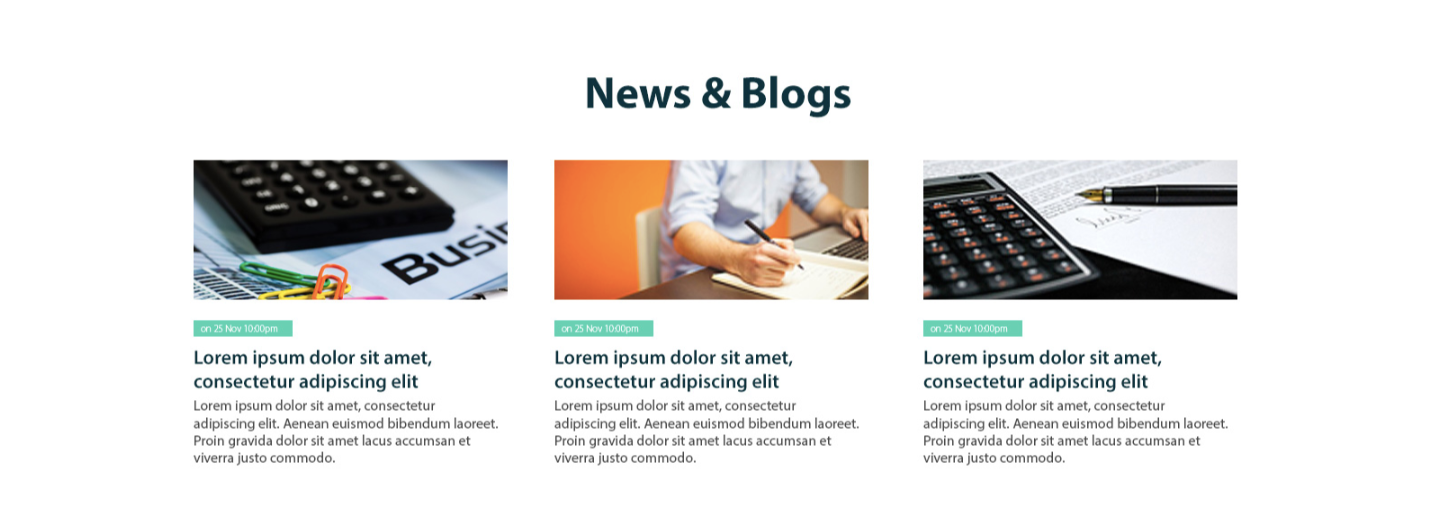 News & Blogs
Busin
on 25 Nov 10:00pm
Lorem ipsum dolor sit amet,
consectetur adipiscing elit
Lorem ipsum dolor sit amet, consectetur
adipiscing elit. Aenean euismod bibendum laoreet.
Proin gravida dolor sit amet lacus accumsan et
viverra justo commodo.
on 25 Nov 10:00pm
Lorem ipsum dolor sit amet,
consectetur adipiscing elit
Lorem ipsum dolor sit amet, consectetur
adipiscing elit. Aenean euismod bibendum laoreet.
Proin gravida dolor sit amet lacus accumsan et
viverra justo commodo.
on 25 Nov 10:00pm
Lorem ipsum dolor sit amet,
consectetur adipiscing elit
Lorem ipsum dolor sit amet, consectetur
adipiscing elit. Aenean euismod bibendum laoreet.
Proin gravida dolor sit amet lacus accumsan et
viverra justo commodo.